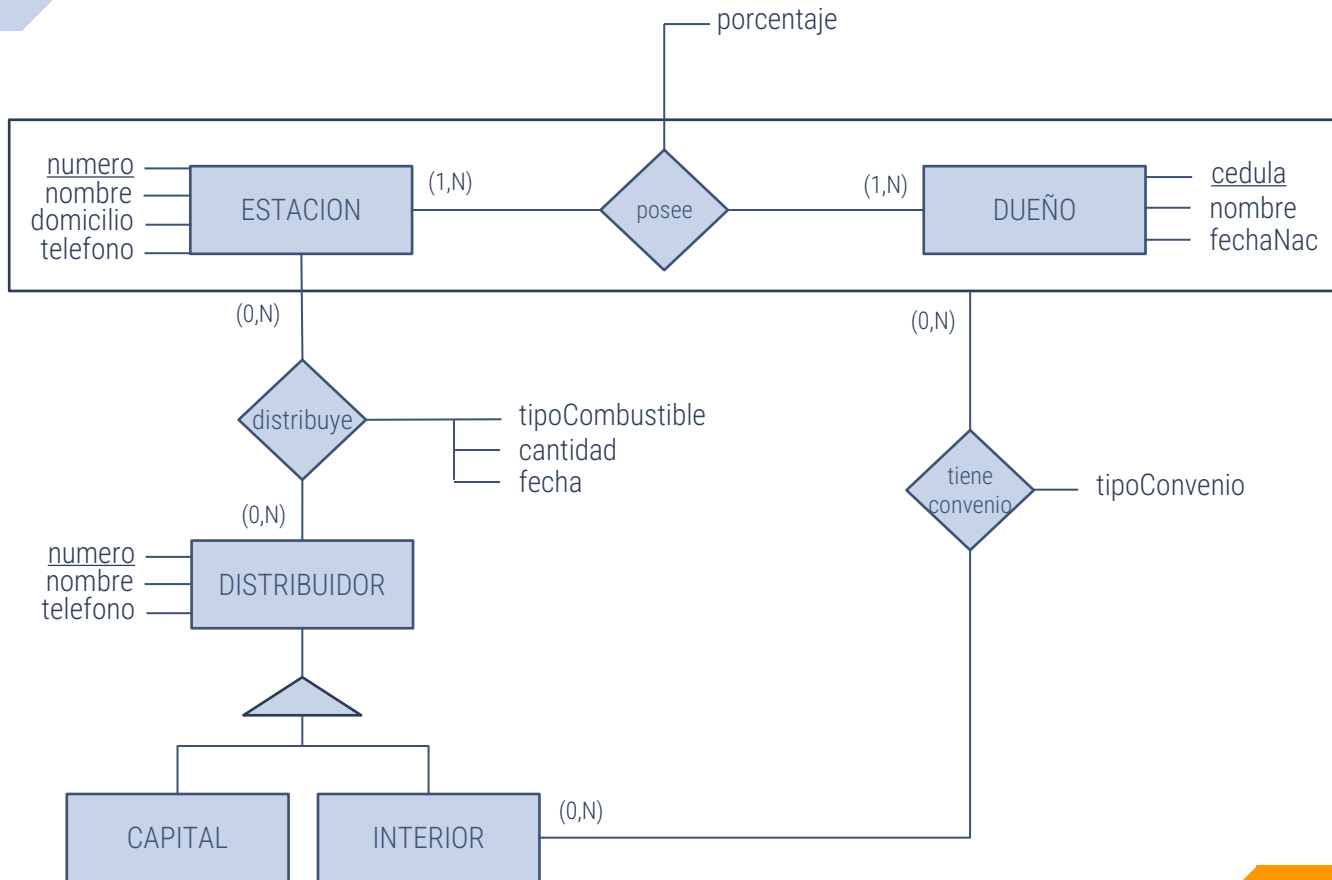 porcentaje
numero
nombre
domicilio
telefono
ESTACION
(1,N)
posee
(1,N)
DUEÑO
cedula
nombre
fechaNac
(0,N)
(0,N)
distribuye
tipoCombustible
cantidad
fecha
tiene
convenio
tipoConvenio
(0,N)
numero
nombre
telefono
DISTRIBUIDOR
CAPITAL
INTERIOR
(0,N)